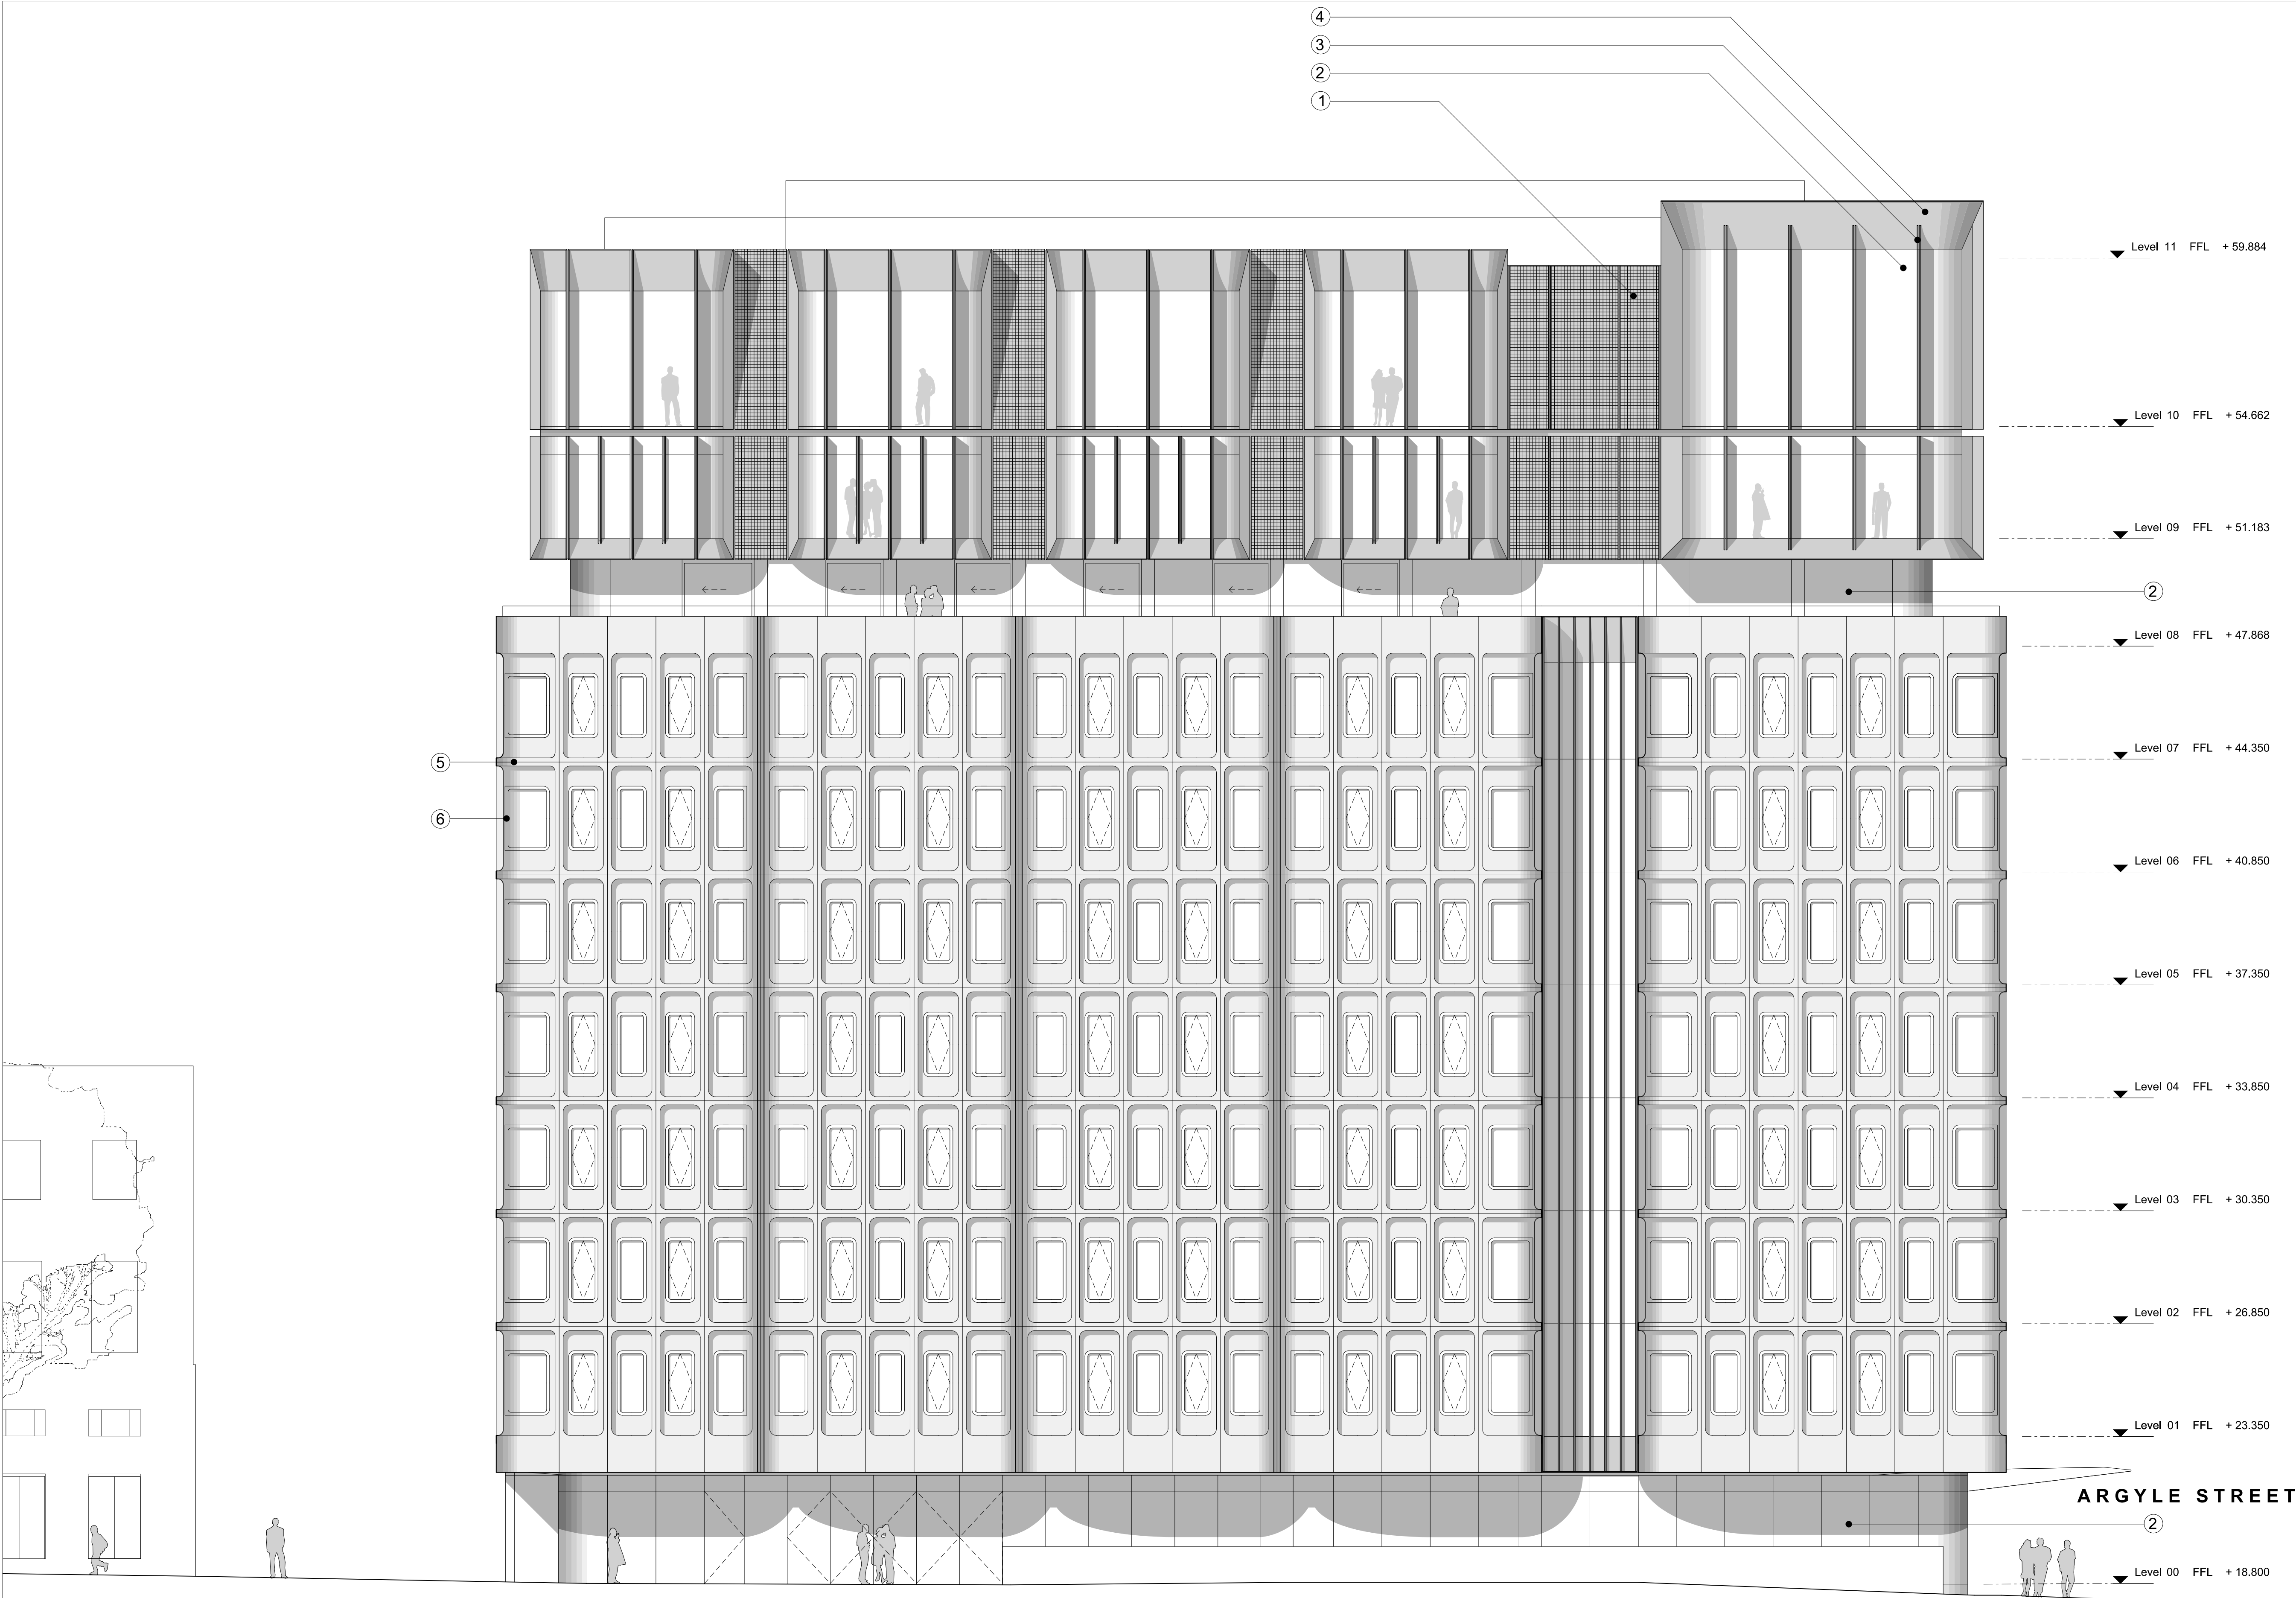 4
3
2
1
Level 11 FFL + 59.884
Level 10 FFL + 54.662
Level 09 FFL + 51.183
2
Level 08 FFL + 47.868
5
Level 07 FFL + 44.350
6
Level 06 FFL + 40.850
Level 05 FFL + 37.350
Level 04 FFL + 33.850
Level 03 FFL + 30.350
Level 02 FFL + 26.850
Level 01 FFL + 23.350
ARGYLE STREET
2
Level 00 FFL + 18.800